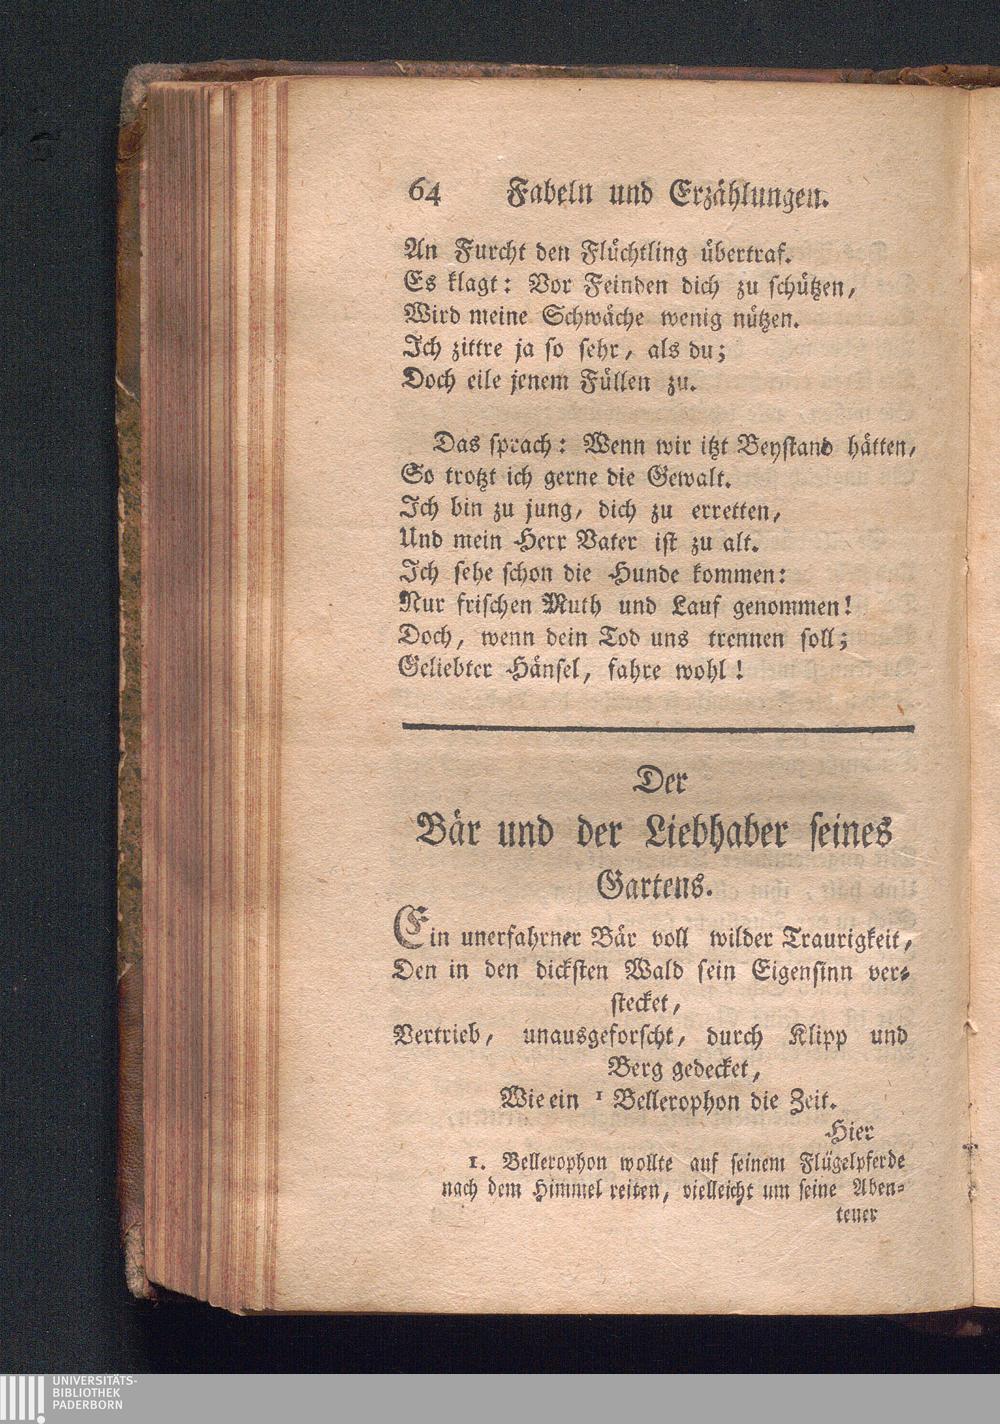 64 Fabeln und Erzählungen.
An Furcht den Flüchtling übertraf.
Es klagt: Vor Feinden dich zu schützen,
Wird meine Schwäche wenig nützen.
Ich zittre ja so sehr, als du;
Doch eile jenem Füllen zu.
Das sprach: Wenn wir itzt Beystand hätten,
So trotzt ich gerne die Gewalt.
Ich bin zu jung, dich zu erretten,
Und mein Herr Vater ist zu alt.
Ich sehe schon die Hunde kommen:
Nur frischen Muth und Lauf genommen!
Doch, wenn dein Tod uns trennen soll;
Geliebter Hänsel, fahre wohl!
Der
Bär und der Liebhaber seines
Gartens.
Ein unerfahrner Bär voll wilder Traurigkeit,
Den in den dicksten Wald sein Eigensinn ver-
stecket,
Vertrieb, unausgeforscht, durch Klipp und
Berg gedecket,
Wie ein 1 Bellerophon die Zeit.
Hier
1. Bellerophon wollte auf seinem Flügelpferde
nach dem Himmel reiten, vielleicht um seine Aben-
teuer
UNIVERSITÄTS-
BIBLIOTHEK
PADERBORN